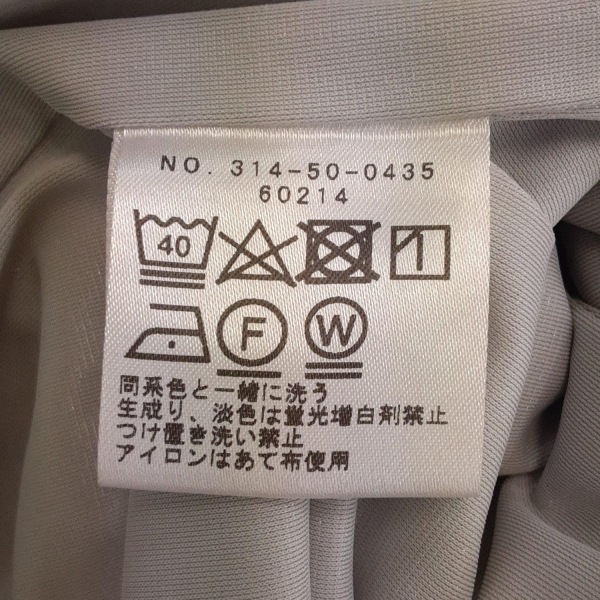 NO. 314-50-0435
60214
40
F W
同系色と一緒に洗う
生成り、淡色は蛍光増白剤禁止
つけ置き洗い禁止
アイロンはあて布使用